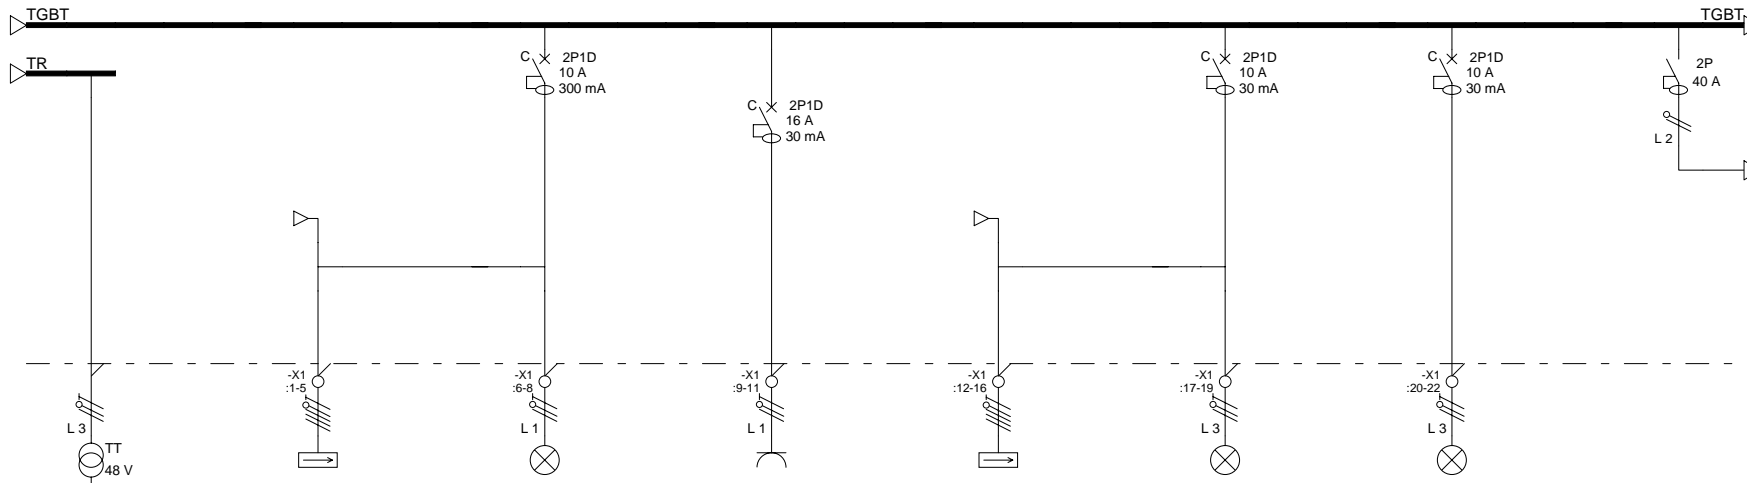 TGBT
TGBT
TR
C 2P1D
10 A
300 mA
C 2P1D
16 A
30 mA
C 2P1D
10 A
30 mA
C 2P1D
10 A
30 mA
2P
40 A
L 2
-X1
:1-5
-X1
:6-8
-X1
:9-11
-X1
:12-16
-X1
:17-19
-X1
:20-22
L 3
L 1
L 1
L 3
L 3
TT
48 V